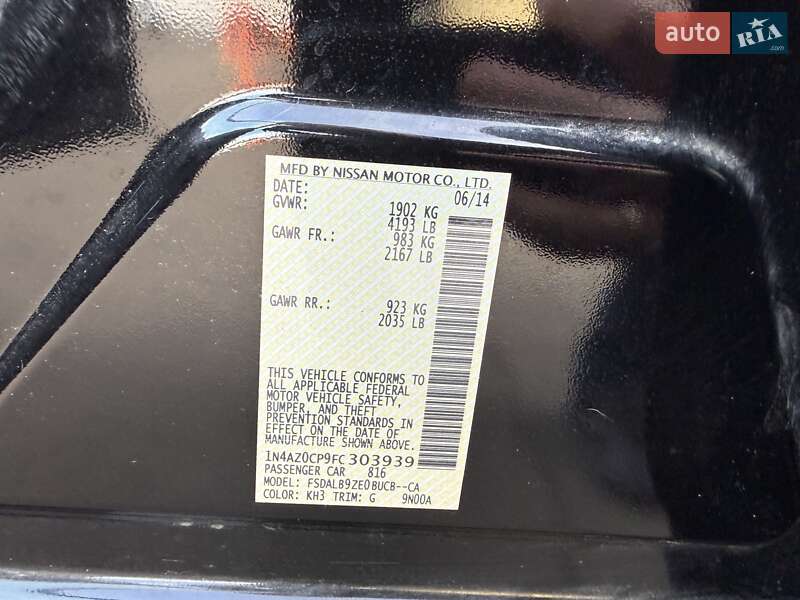 auto RIA
MFD BY NISSAN MOTOR CO., LTD.
DATE: 06/14
GVWR: 1902 KG
4193 LB
GAWR FR.: 983 KG
2167 LB
GAWR RR.: 923 KG
2035 LB
THIS VEHICLE CONFORMS TO
ALL APPLICABLE FEDERAL
MOTOR VEHICLE SAFETY,
BUMPER, AND THEFT
PREVENTION STANDARDS IN
EFFECT ON THE DATE OF
MANUFACTURE SHOWN ABOVE.
1N4AZ0CP9FC303939
PASSENGER CAR 816
MODEL: FSDALB9ZE0BUCB--CA
COLOR: KH3 TRIM: G 9N00A